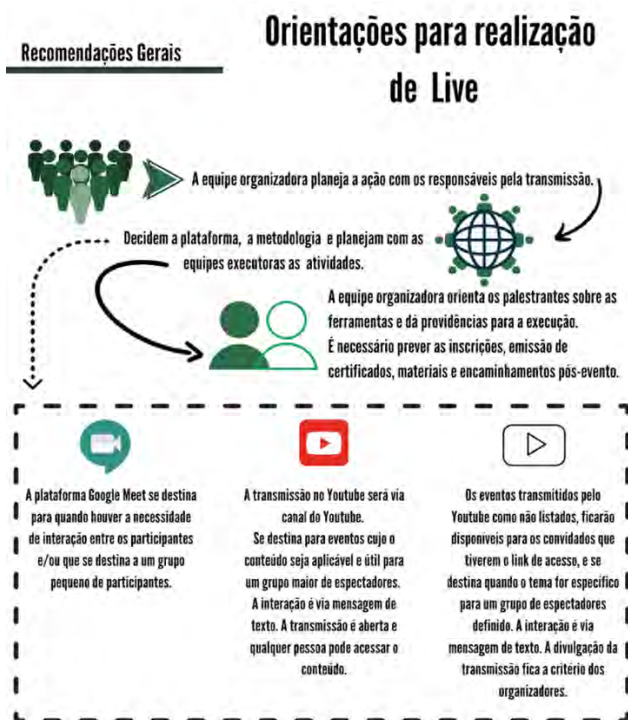 Recomendações Gerais
Orientações para realização
de Live
A equipe organizadora planeja a ação com os responsáveis pela transmissão.
Decidem a plataforma, a metodologia e planejam com as
equipes executoras as atividades.
A equipe organizadora orienta os palestrantes sobre as
ferramentas e dá providências para a execução.
É necessário prever as inscrições, emissão de
certificados, materiais e encaminhamentos pós-evento.
A plataforma Google Meet se destina
para quando houver a necessidade
de interação entre os participantes
e/ou que se destina a um grupo
pequeno de participantes.
A transmissão no Youtube será via
canal do Youtube.
Se destina para eventos cujo o
conteúdo seja aplicável e útil para
um grupo maior de espectadores.
A interação é via mensagem de
texto. A transmissão é aberta e
qualquer pessoa pode acessar o
conteúdo.
Os eventos transmitidos pelo
Youtube como não listados, ficarão
disponíveis para os convidados que
tiverem o link de acesso, e se
destina quando o tema for específico
para um grupo de espectadores
definido. A interação é via
mensagem de texto. A divulgação da
transmissão fica a critério dos
organizadores.